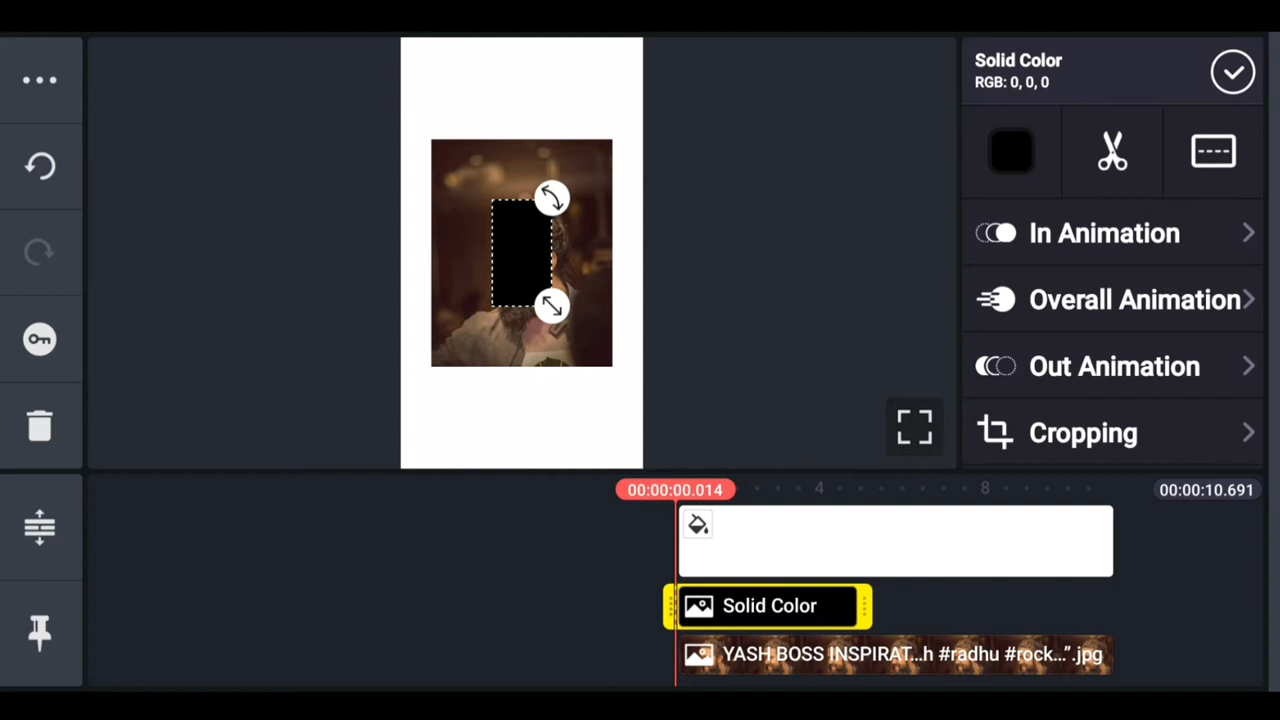 Solid Color
RGB: 0, 0, 0
In Animation
Overall Animation
Out Animation
Cropping
00:00:00.014
4
8
00:00:10.691
Solid Color
YASH BOSS INSPIRAT...h #radhu #rock...”.jpg